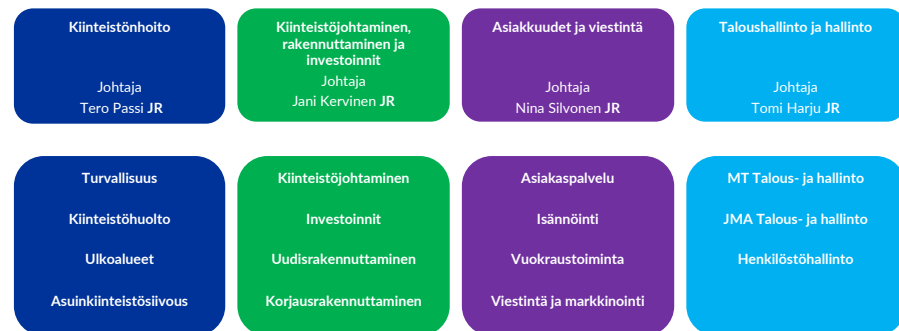 Kiinteistönhoito
Johtaja
Tero Passi JR
Kiinteistöjohtaminen,
rakennuttaminen ja
investoinnit
Johtaja
Jani Kervinen JR
Asiakkuudet ja viestintä
Johtaja
Nina Silvonen JR
Taloushallinto ja hallinto
Johtaja
Tomi Harju JR
Turvallisuus
Kiinteistöhuolto
Ulkoalueet
Asuinkiinteistösiivous
Kiinteistöjohtaminen
Investoinnit
Uudisrakennuttaminen
Korjausrakennuttaminen
Asiakaspalvelu
Isännöinti
Vuokraustoiminta
Viestintä ja markkinointi
MT Talous- ja hallinto
JMA Talous- ja hallinto
Henkilöstöhallinto